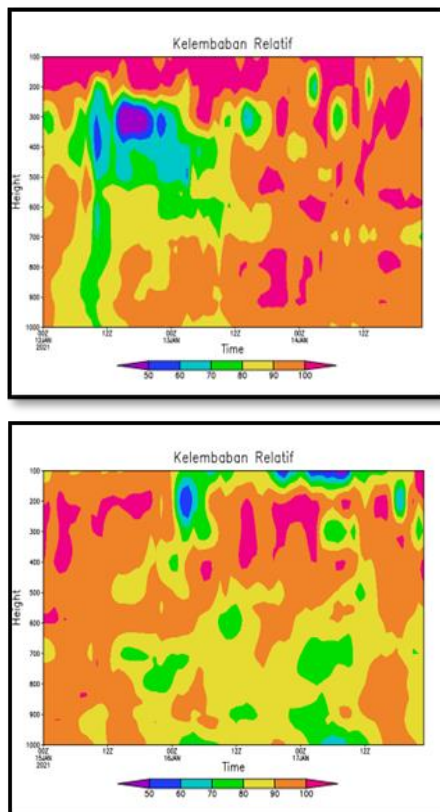 Kelembaban Relatif
100
200
300
400
500
600
700
800
900
1000
Height
00Z 12Z 00Z 12Z 00Z 12Z
12JAN 13JAN 14JAN
2021
Time
50 60 70 80 90 100
Kelembaban Relatif
100
200
300
400
500
600
700
800
900
1000
Height
00Z 12Z 00Z 12Z 00Z 12Z
15JAN 16JAN 17JAN
2021
Time
50 60 70 80 90 100